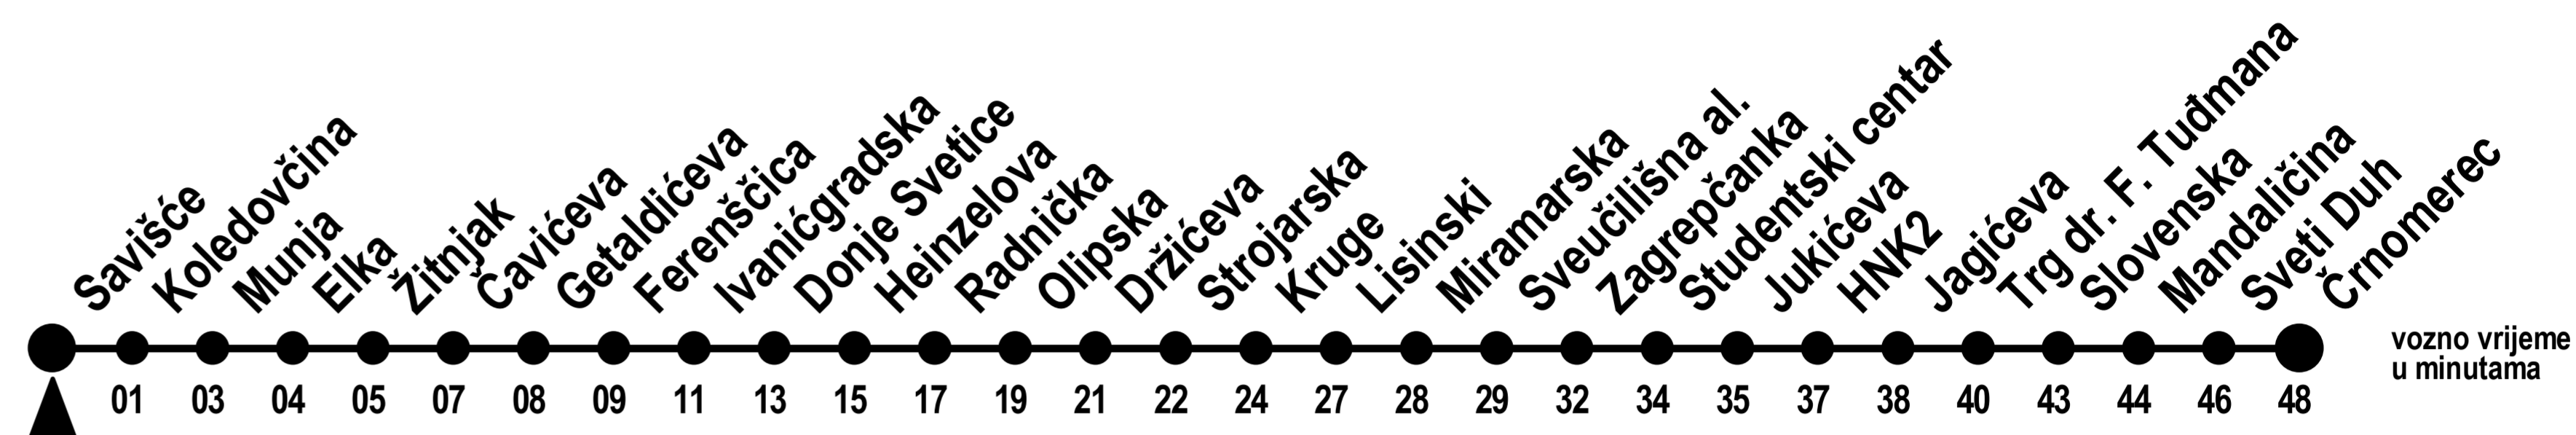 Savišće
Koledovčina
Munja
Elka
Žitnjak
Čavićeva
Getaldićeva
Ferenščica
Ivanićgradska
Donje Svetice
Heinzelova
Radnička
Olipska
Držićeva
Strojarska
Kruge
Lisinski
Miramarska
Sveučilišna al.
Zagrepčanka
Studentski centar
Jukićeva
HNK2
Jagićeva
Trg dr. F. Tuđmana
Slovenska
Mandaličina
Sveti Duh
Črnomerec
01 03 04 05 07 08 09 11 13 15 17 19 21 22 24 27 28 29 32 34 35 37 38 40 43 44 46 48
vozno vrijeme
u minutama